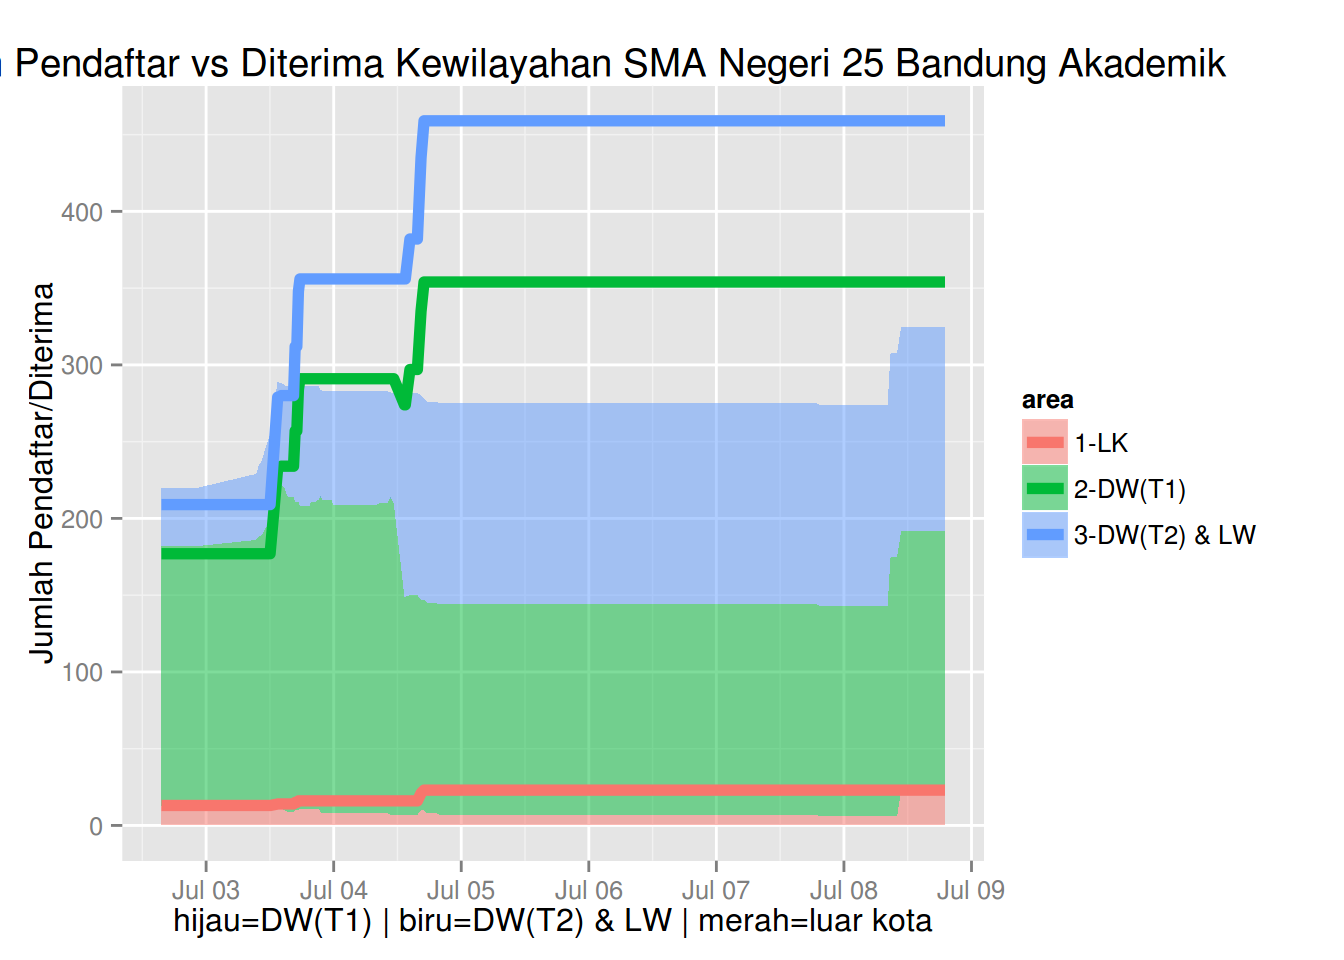 Pendaftar vs Diterima Kewilayahan SMA Negeri 25 Bandung Akademik
Jumlah Pendaftar/Diterima
400
300
200
100
0
Jul 03 Jul 04 Jul 05 Jul 06 Jul 07 Jul 08 Jul 09
hijau=DW(T1) | biru=DW(T2) & LW | merah=luar kota
area
1-LK
2-DW(T1)
3-DW(T2) & LW